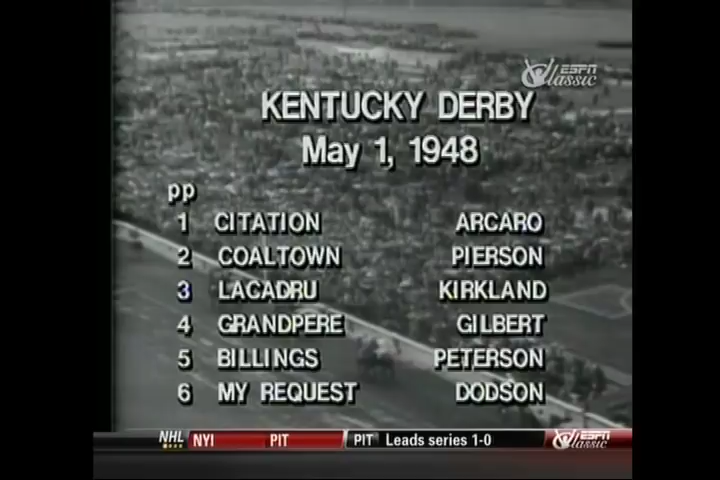 ESPN
Classic
KENTUCKY DERBY
May 1, 1948
pp
1 CITATION ARCARO
2 COALTOWN PIERSON
3 LACADRU KIRKLAND
4 GRANDPERE GILBERT
5 BILLINGS PETERSON
6 MY REQUEST DODSON
NHL NYI PIT PIT Leads series 1-0 ESPN Classic